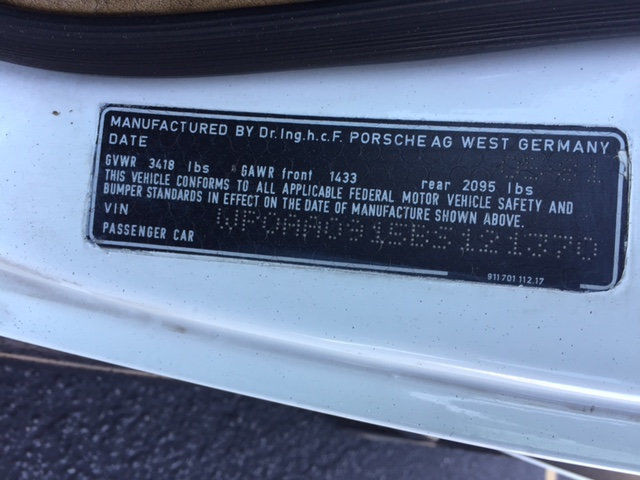 MANUFACTURED BY Dr.Ing.h.c.F. PORSCHE AG WEST GERMANY
DATE
GVWR 3418 lbs GAWR front 1433 rear 2095 lbs
THIS VEHICLE CONFORMS TO ALL APPLICABLE FEDERAL MOTOR VEHICLE SAFETY AND
BUMPER STANDARDS IN EFFECT ON THE DATE OF MANUFACTURE SHOWN ABOVE.
VIN WP0AA0915BS121370
PASSENGER CAR
911 701 112.17